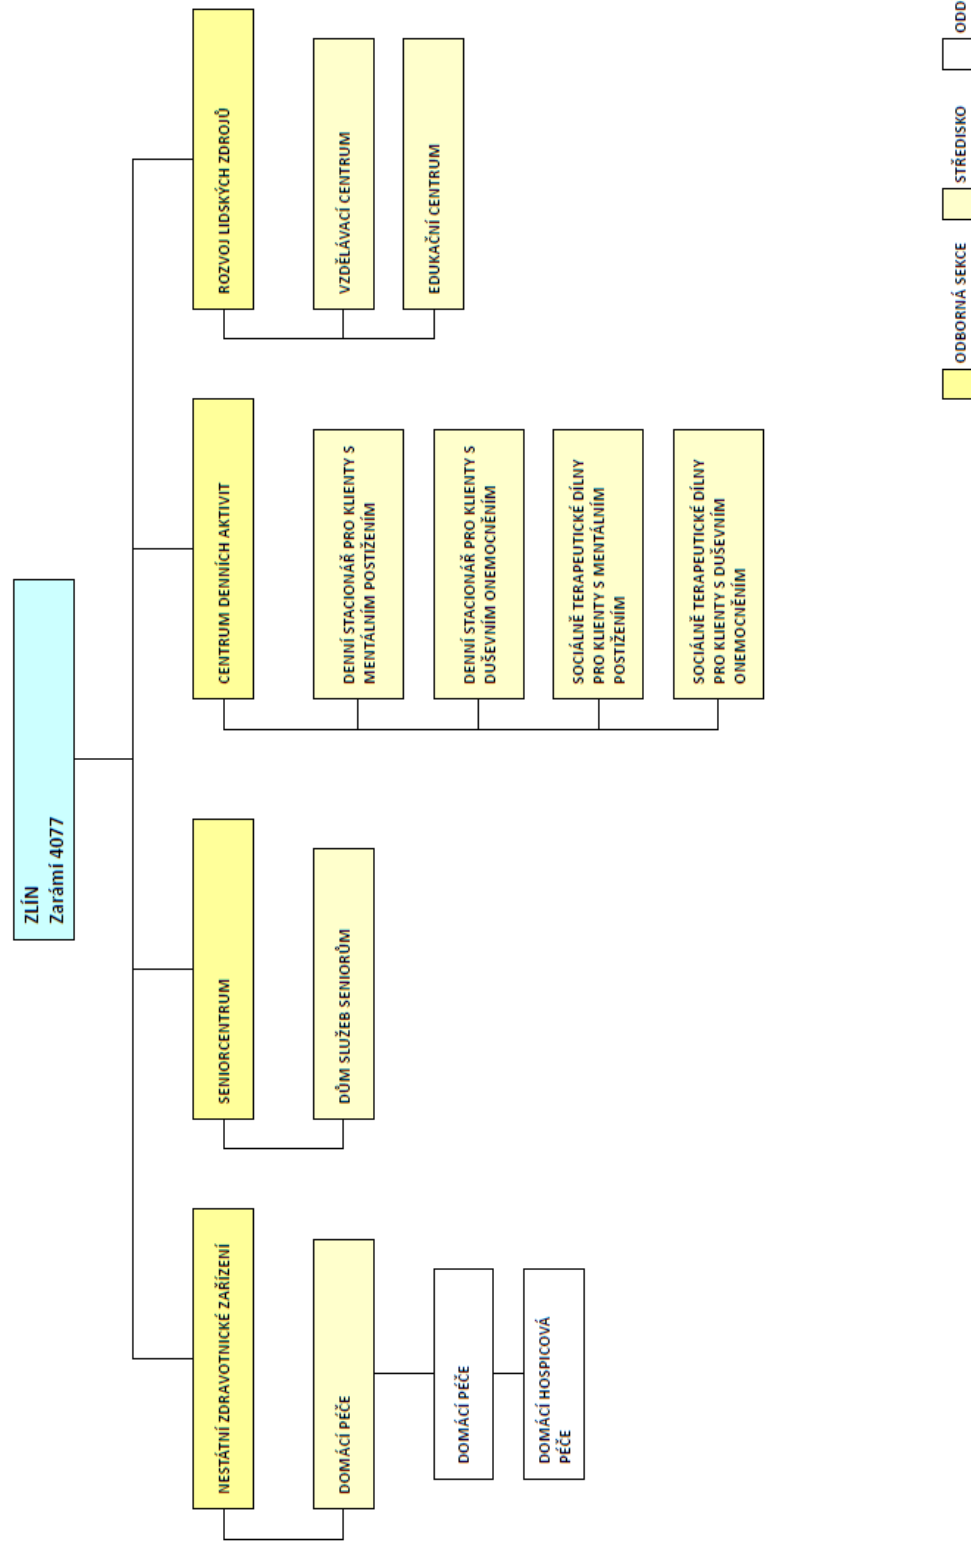 ZLÍN
Zarámí 4077
NESTÁTNÍ ZDRAVOTNICKÉ ZAŘÍZENÍ
DOMÁCÍ PÉČE
DOMÁCÍ PÉČE
DOMÁCÍ HOSPICOVÁ
PÉČE
SENIORCENTRUM
DŮM SLUŽEB SENIORŮM
CENTRUM DENNÍCH AKTIVIT
DENNÍ STACIONÁŘ PRO KLIENTY S
MENTÁLNÍM POSTIŽENÍM
DENNÍ STACIONÁŘ PRO KLIENTY S
DUŠEVNÍM ONEMOCNĚNÍM
SOCIÁLNĚ TERAPEUTICKÉ DÍLNY
PRO KLIENTY S MENTÁLNÍM
POSTIŽENÍM
SOCIÁLNĚ TERAPEUTICKÉ DÍLNY
PRO KLIENTY S DUŠEVNÍM
ONEMOCNĚNÍM
ROZVOJ LIDSKÝCH ZDROJŮ
VZDĚLÁVACÍ CENTRUM
EDUKAČNÍ CENTRUM
ODBORNÁ SEKCE
STŘEDISKO
ODD